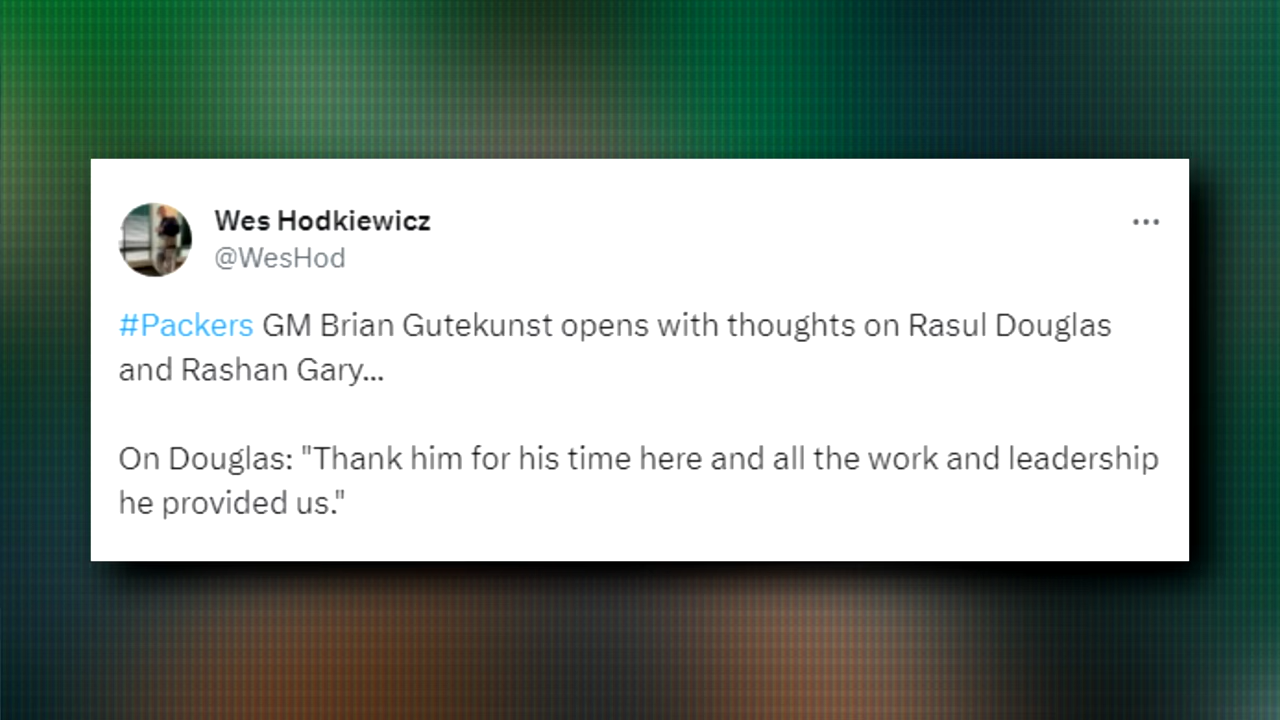 Wes Hodkiewicz
@WesHod
#Packers GM Brian Gutekunst opens with thoughts on Rasul Douglas
and Rashan Gary...
On Douglas: "Thank him for his time here and all the work and leadership
he provided us."